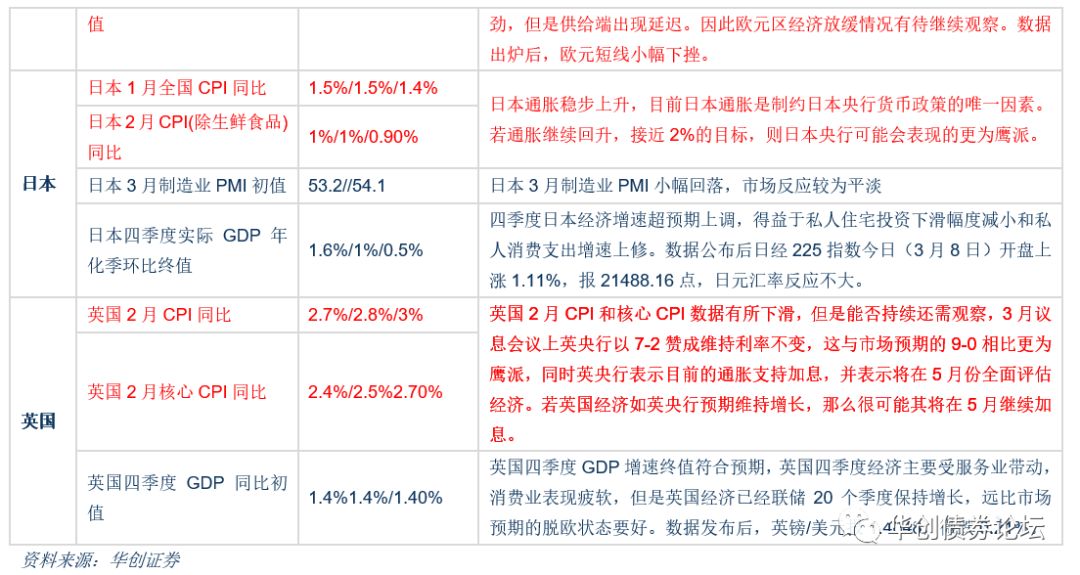 值
劲，但是供给端出现延迟。因此欧元区经济放缓情况有待继续观察。数据
出炉后，欧元短线小幅下挫。
日本
日本 1 月全国 CPI 同比
1.5%/1.5%/1.4%
日本通胀稳步上升，目前日本通胀是制约日本央行货币政策的唯一因素。
若通胀继续回升，接近 2%的目标，则日本央行可能会表现的更为鹰派。
日本 2 月 CPI(除生鲜食品)
同比
1%/1%/0.90%
日本 3 月制造业 PMI 初值
53.2//54.1
日本 3 月制造业 PMI 小幅回落，市场反应较为平淡
日本四季度实际 GDP 年
化季环比终值
1.6%/1%/0.5%
四季度日本经济增速超预期上调，得益于私人住宅投资下滑幅度减小和私
人消费支出增速上修。数据公布后日经 225 指数今日（3 月 8 日）开盘上
涨 1.11%，报 21488.16 点，日元汇率反应不大。
英国
英国 2 月 CPI 同比
2.7%/2.8%/3%
英国 2 月 CPI 和核心 CPI 数据有所下滑，但是能否持续还需观察，3 月议
息会议上英央行以 7-2 赞成维持利率不变，这与市场预期的 9-0 相比更为
鹰派，同时英央行表示目前的通胀支持加息，并表示将在 5 月份全面评估
经济。若英国经济如英央行预期维持增长，那么很可能其将在 5 月继续加
息。
英国 2 月核心 CPI 同比
2.4%/2.5%2.70%
英国四季度 GDP 同比初
值
1.4%1.4%/1.40%
英国四季度 GDP 增速终值符合预期，英国四季度经济主要受服务业带动，
消费业表现疲软，但是英国经济已经联储 20 个季度保持增长，远比市场
预期的脱欧状态要好。数据发布后，英镑/美元
华创债券论坛
资料来源：华创证券